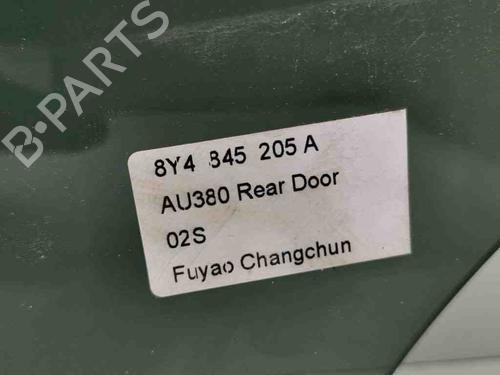 B-PARTS
8Y4 845 205 A
AU380 Rear Door
02S
Fuyao Changchun